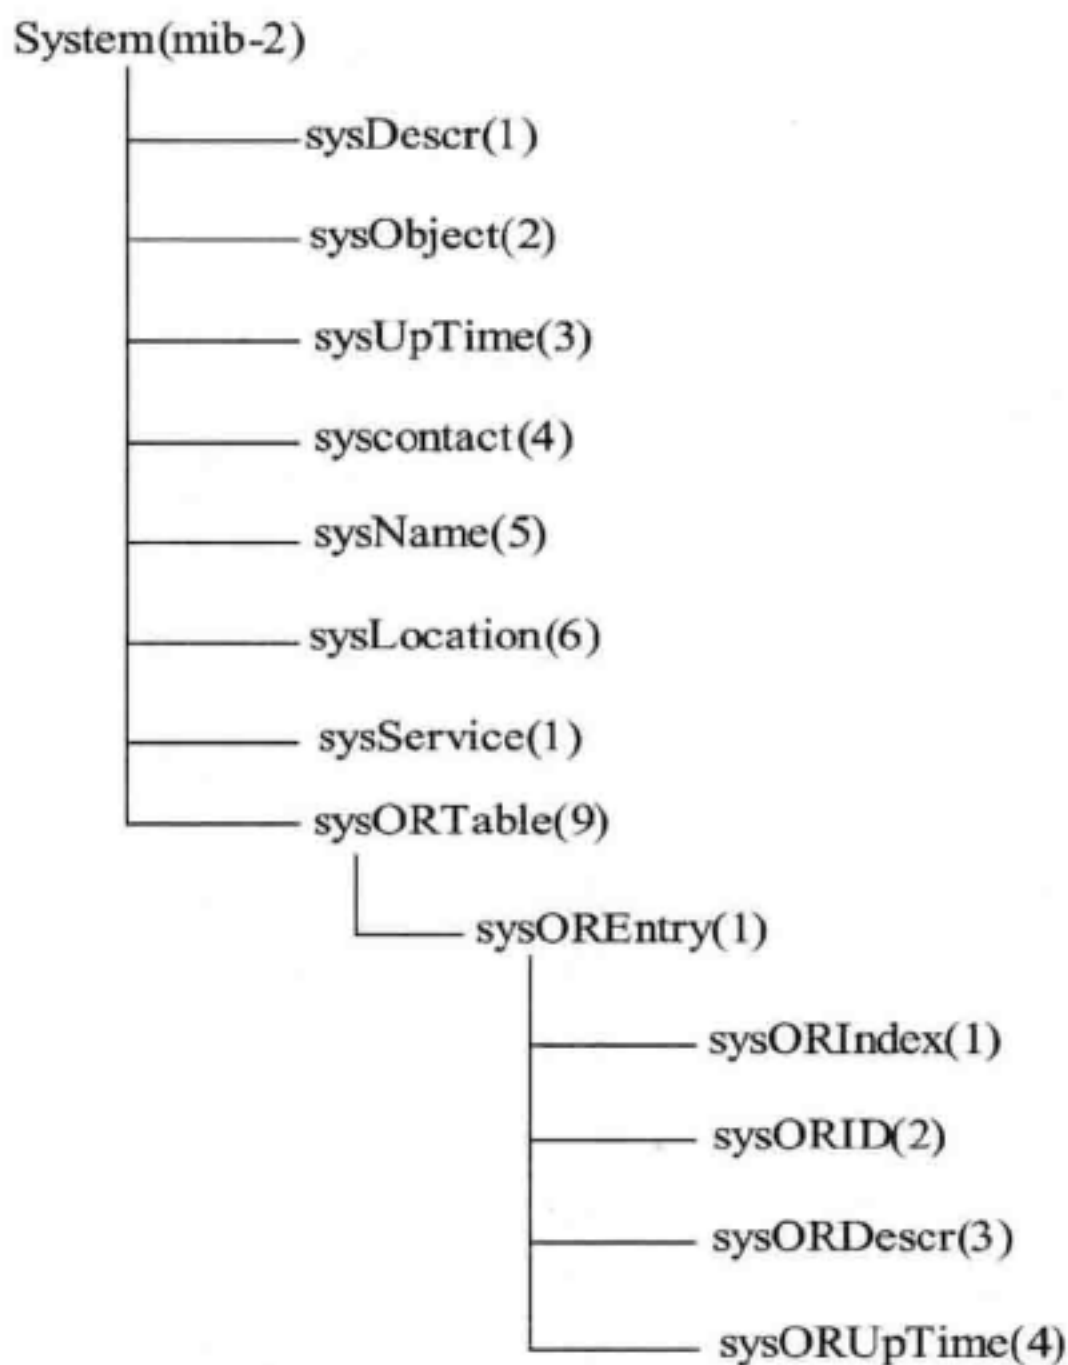 System(mib-2)
sysDescr(1)
sysObject(2)
sysUpTime(3)
syscontact(4)
sysName(5)
sysLocation(6)
sysService(1)
sysORTable(9)
sysOREntry(1)
sysORIndex(1)
sysORID(2)
sysORDescr(3)
sysORUpTime(4)